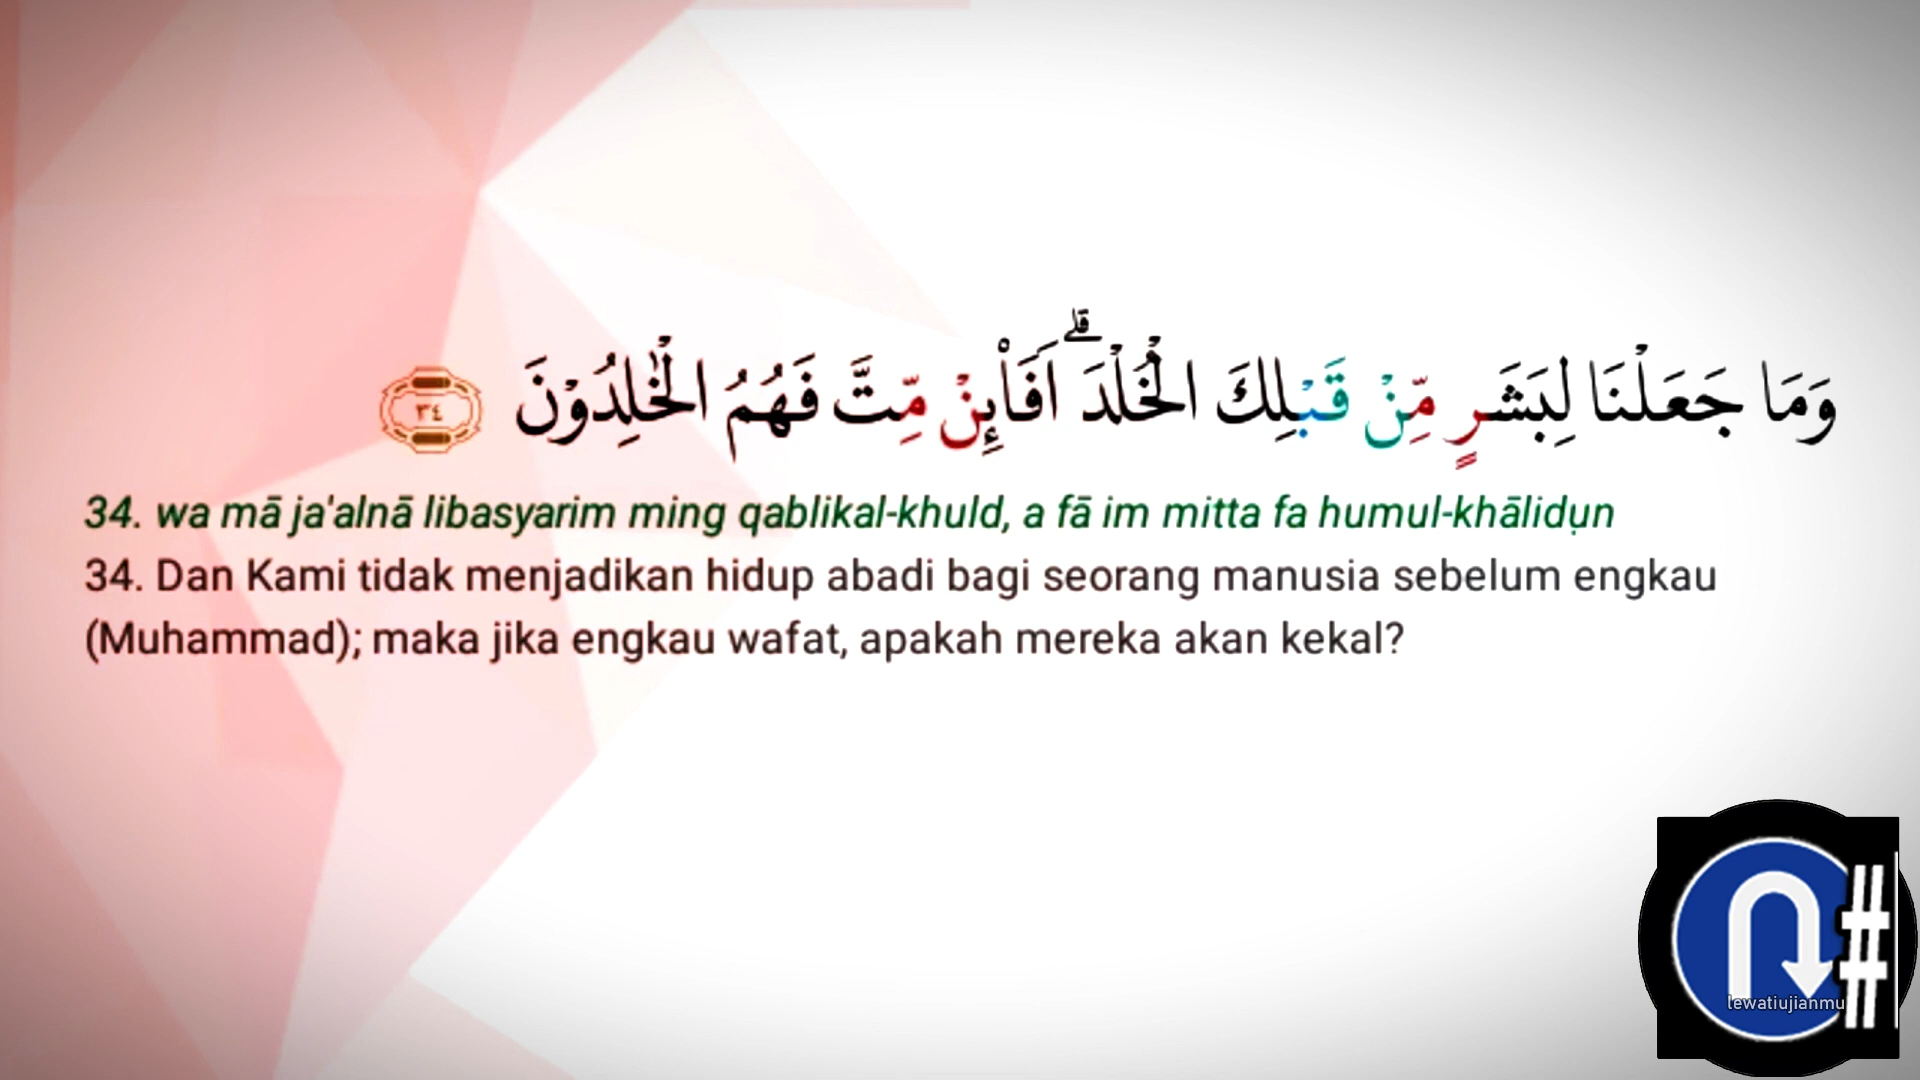 وَمَا جَعَلْنَا لِبَشَرٍ مِّنْ قَبْلِكَ الْخُلْدَۗ اَفَا۟ىِٕنْ مِّتَّ فَهُمُ الْخٰلِدُوْنَ ٣٤
34. wa mā ja'alnā libasyarim ming qablikal-khuld, a fā im mitta fa humul-khālidụn
34. Dan Kami tidak menjadikan hidup abadi bagi seorang manusia sebelum engkau
(Muhammad); maka jika engkau wafat, apakah mereka akan kekal?
#
lewatiujianmu